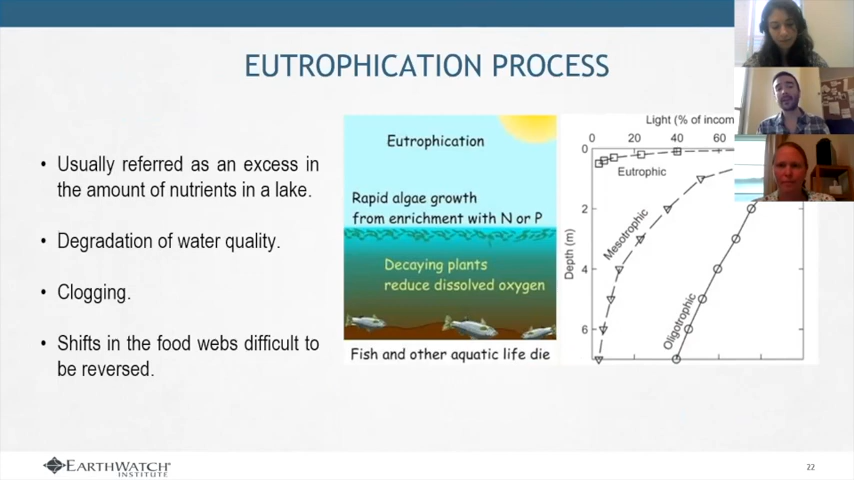 EUTROPHICATION PROCESS
• Usually referred as an excess in
the amount of nutrients in a lake.
• Degradation of water quality.
• Clogging.
• Shifts in the food webs difficult to
be reversed.
Eutrophication
Rapid algae growth
from enrichment with N or P
Decaying plants
reduce dissolved oxygen
Fish and other aquatic life die
Light (% of incom
0 20 40 60
0
2
4
6
Depth (m)
Eutrophic
Mesotrophic
Oligotrophic
EARTHWATCH
INSTITUTE
22